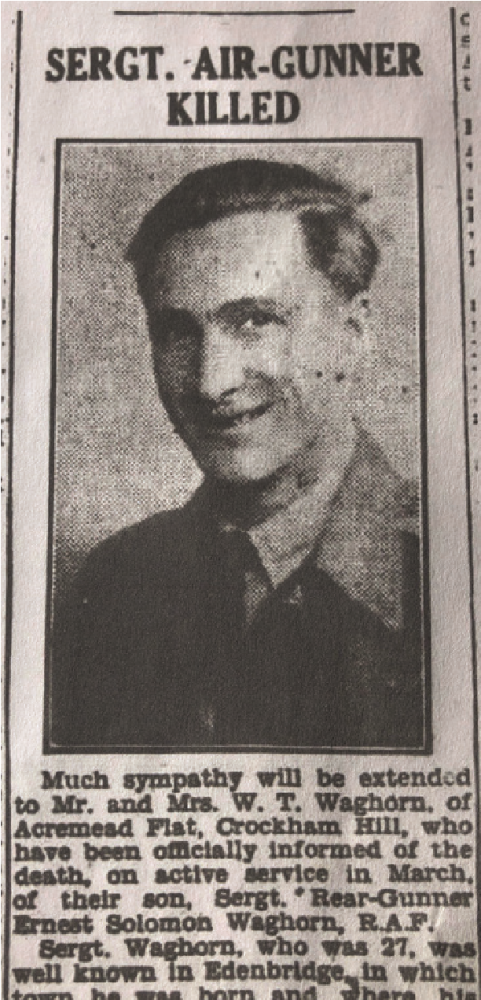 SERGT. AIR-GUNNER
KILLED
Much sympathy will be extended
to Mr. and Mrs. W. T. Waghorn, of
Acremead Flat, Crockham Hill, who
have been officially informed of the
death, on active service in March,
of their son, Sergt. Rear-Gunner
Ernest Solomon Waghorn, R.A.F.
Sergt. Waghorn, who was 27, was
well known in Edenbridge, in which
town he was born and where his